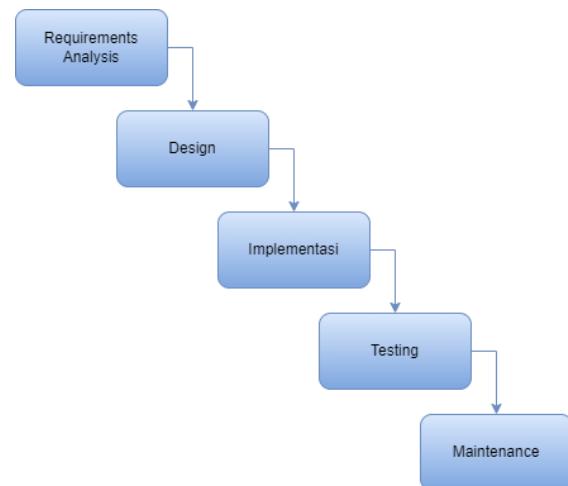 Requirements
Analysis
Design
Implementasi
Testing
Maintenance